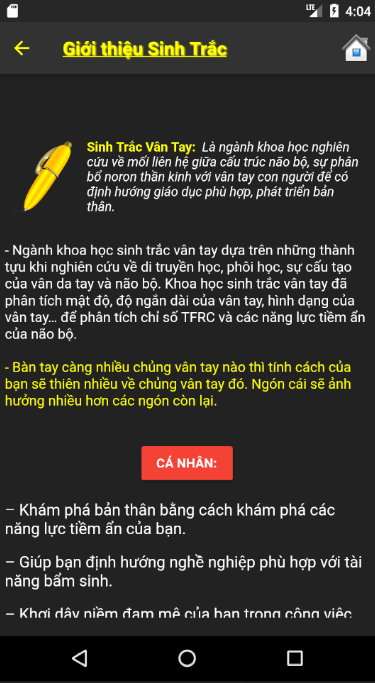 LTE 4:04
Giới thiệu Sinh Trắc
Sinh Trắc Vân Tay: Là ngành khoa học nghiên
cứu về mối liên hệ giữa cấu trúc não bộ, sự phân
bổ noron thần kinh với vân tay con người để có
định hướng giáo dục phù hợp, phát triển bản
thân.
- Ngành khoa học sinh trắc vân tay dựa trên những thành
tựu khi nghiên cứu về di truyền học, phôi học, sự cấu tạo
của vân da tay và não bộ. Khoa học sinh trắc vân tay đã
phân tích mật độ, độ ngắn dài của vân tay, hình dạng của
vân tay... để phân tích chỉ số TFRC và các năng lực tiềm ẩn
của não bộ.
- Bàn tay càng nhiều chủng vân tay nào thì tính cách của
bạn sẽ thiên nhiều về chủng vân tay đó. Ngón cái sẽ ảnh
hưởng nhiều hơn các ngón còn lại.
CÁ NHÂN:
– Khám phá bản thân bằng cách khám phá các
năng lực tiềm ẩn của bạn.
– Giúp bạn định hướng nghề nghiệp phù hợp với tài
năng bẩm sinh.
– Khơi dậy niềm đam mê của bạn trong công việc